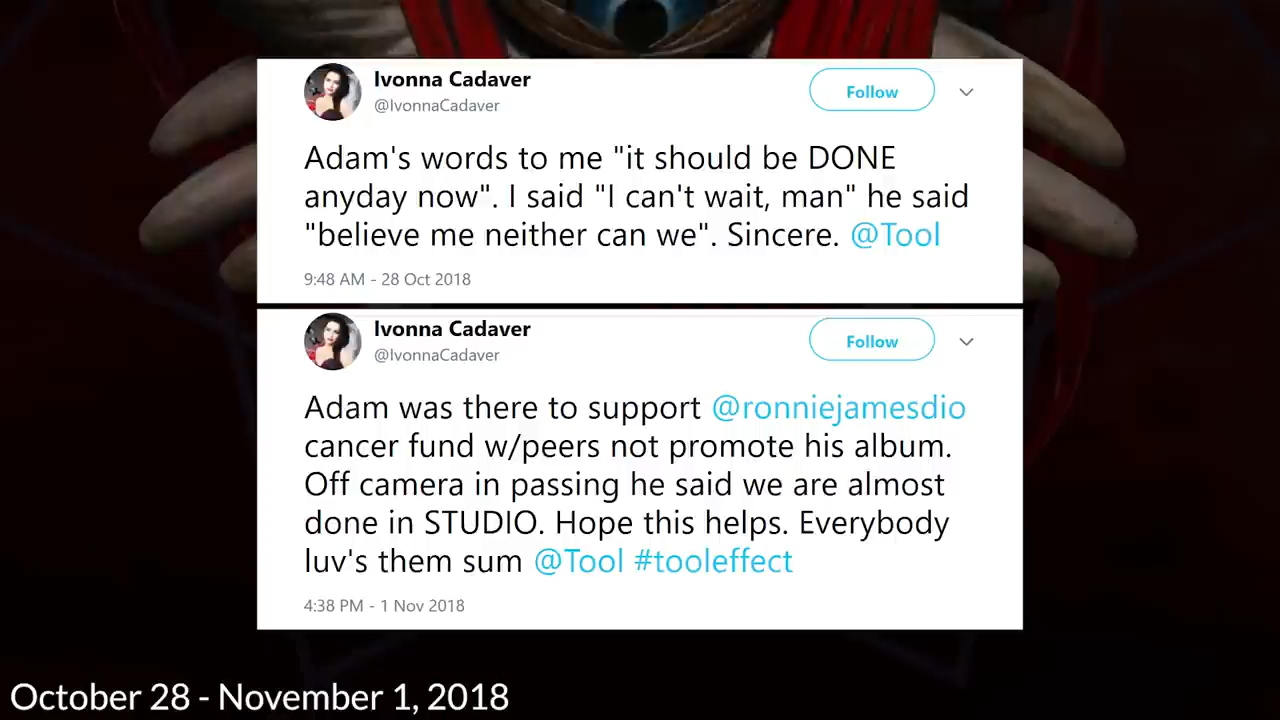 Ivonna Cadaver
@IvonnaCadaver
Follow
Adam's words to me "it should be DONE
anyday now". I said "I can't wait, man" he said
"believe me neither can we". Sincere. @Tool
9:48 AM - 28 Oct 2018
Ivonna Cadaver
@IvonnaCadaver
Follow
Adam was there to support @ronniejamesdio
cancer fund w/peers not promote his album.
Off camera in passing he said we are almost
done in STUDIO. Hope this helps. Everybody
luv's them sum @Tool #tooleffect
4:38 PM - 1 Nov 2018
October 28 - November 1, 2018